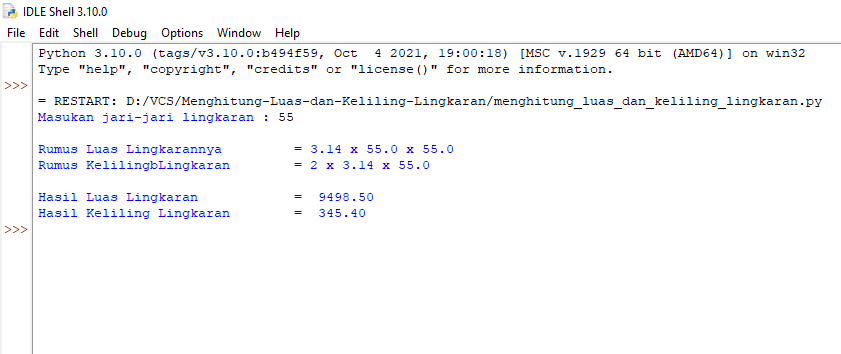 IDLE Shell 3.10.0
File Edit Shell Debug Options Window Help
Python 3.10.0 (tags/v3.10.0:b494f59, Oct  4 2021, 19:00:18) [MSC v.1929 64 bit (AMD64)] on win32
Type "help", "copyright", "credits" or "license()" for more information.
>>>
= RESTART: D:/VCS/Menghitung-Luas-dan-Keliling-Lingkaran/menghitung_luas_dan_keliling_lingkaran.py
Masukan jari-jari lingkaran : 55
Rumus Luas Lingkarannya         = 3.14 x 55.0 x 55.0
Rumus KelilingbLingkaran        = 2 x 3.14 x 55.0
Hasil Luas Lingkaran            =  9498.50
Hasil Keliling Lingkaran        =  345.40
>>>